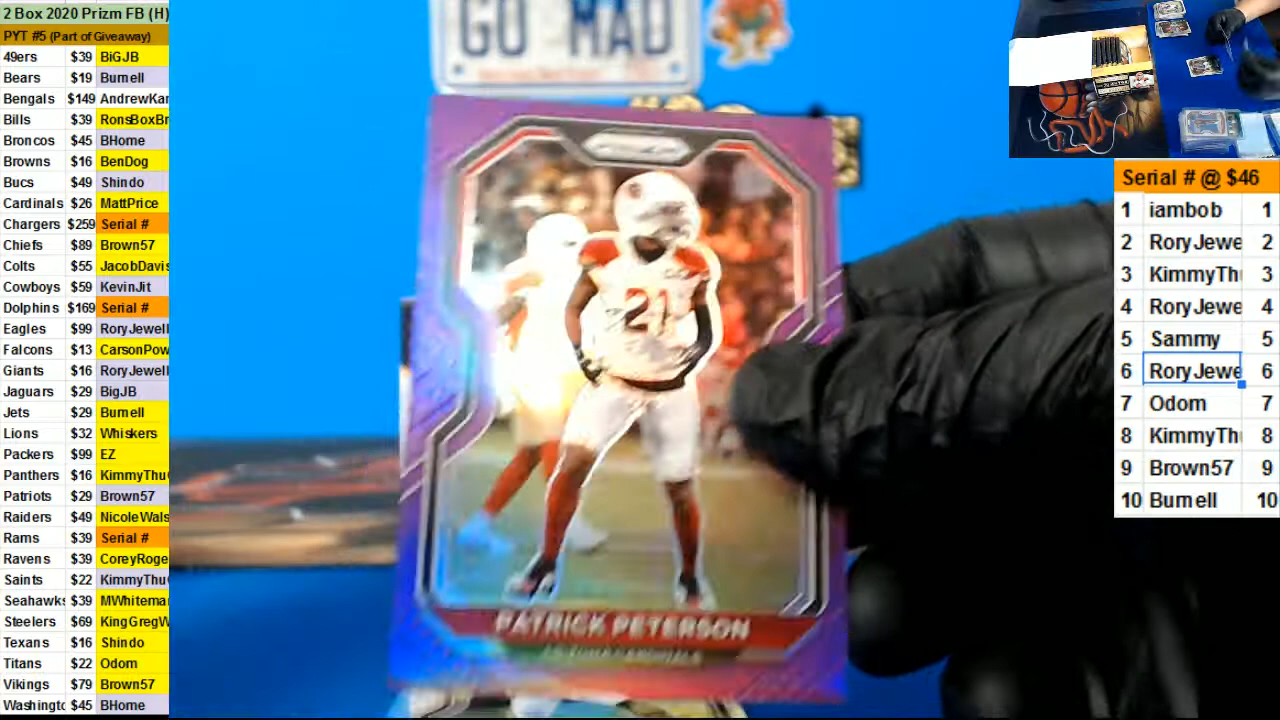 2 Box 2020 Prizm FB (H)
PYT #5 (Part of Giveaway)
49ers $39 BiGJB
Bears $19 Burnell
Bengals $149 AndrewKar
Bills $39 RonsBoxBr
Broncos $45 BHome
Browns $16 BenDog
Bucs $49 Shindo
Cardinals $26 MattPrice
Chargers $259 Serial #
Chiefs $89 Brown57
Colts $55 JacobDavis
Cowboys $59 KevinJit
Dolphins $169 Serial #
Eagles $99 RoryJewell
Falcons $13 CarsonPow
Giants $16 RoryJewell
Jaguars $29 BigJB
Jets $29 Burnell
Lions $32 Whiskers
Packers $99 EZ
Panthers $16 KimmyThu
Patriots $29 Brown57
Raiders $49 NicoleWals
Rams $39 Serial #
Ravens $39 CoreyRoge
Saints $22 KimmyThu
Seahawks $39 MWhitema
Steelers $69 KingGregW
Texans $16 Shindo
Titans $22 Odom
Vikings $79 Brown57
Washingto $45 BHome
GO MAD
21
PATRICK PETERSON
ARIZONA CARDINALS
Serial # @ $46
1 iambob 1
2 RoryJewe 2
3 KimmyTh 3
4 RoryJewe 4
5 Sammy 5
6 RoryJewe 6
7 Odom 7
8 KimmyTh 8
9 Brown57 9
10 Burnell 10